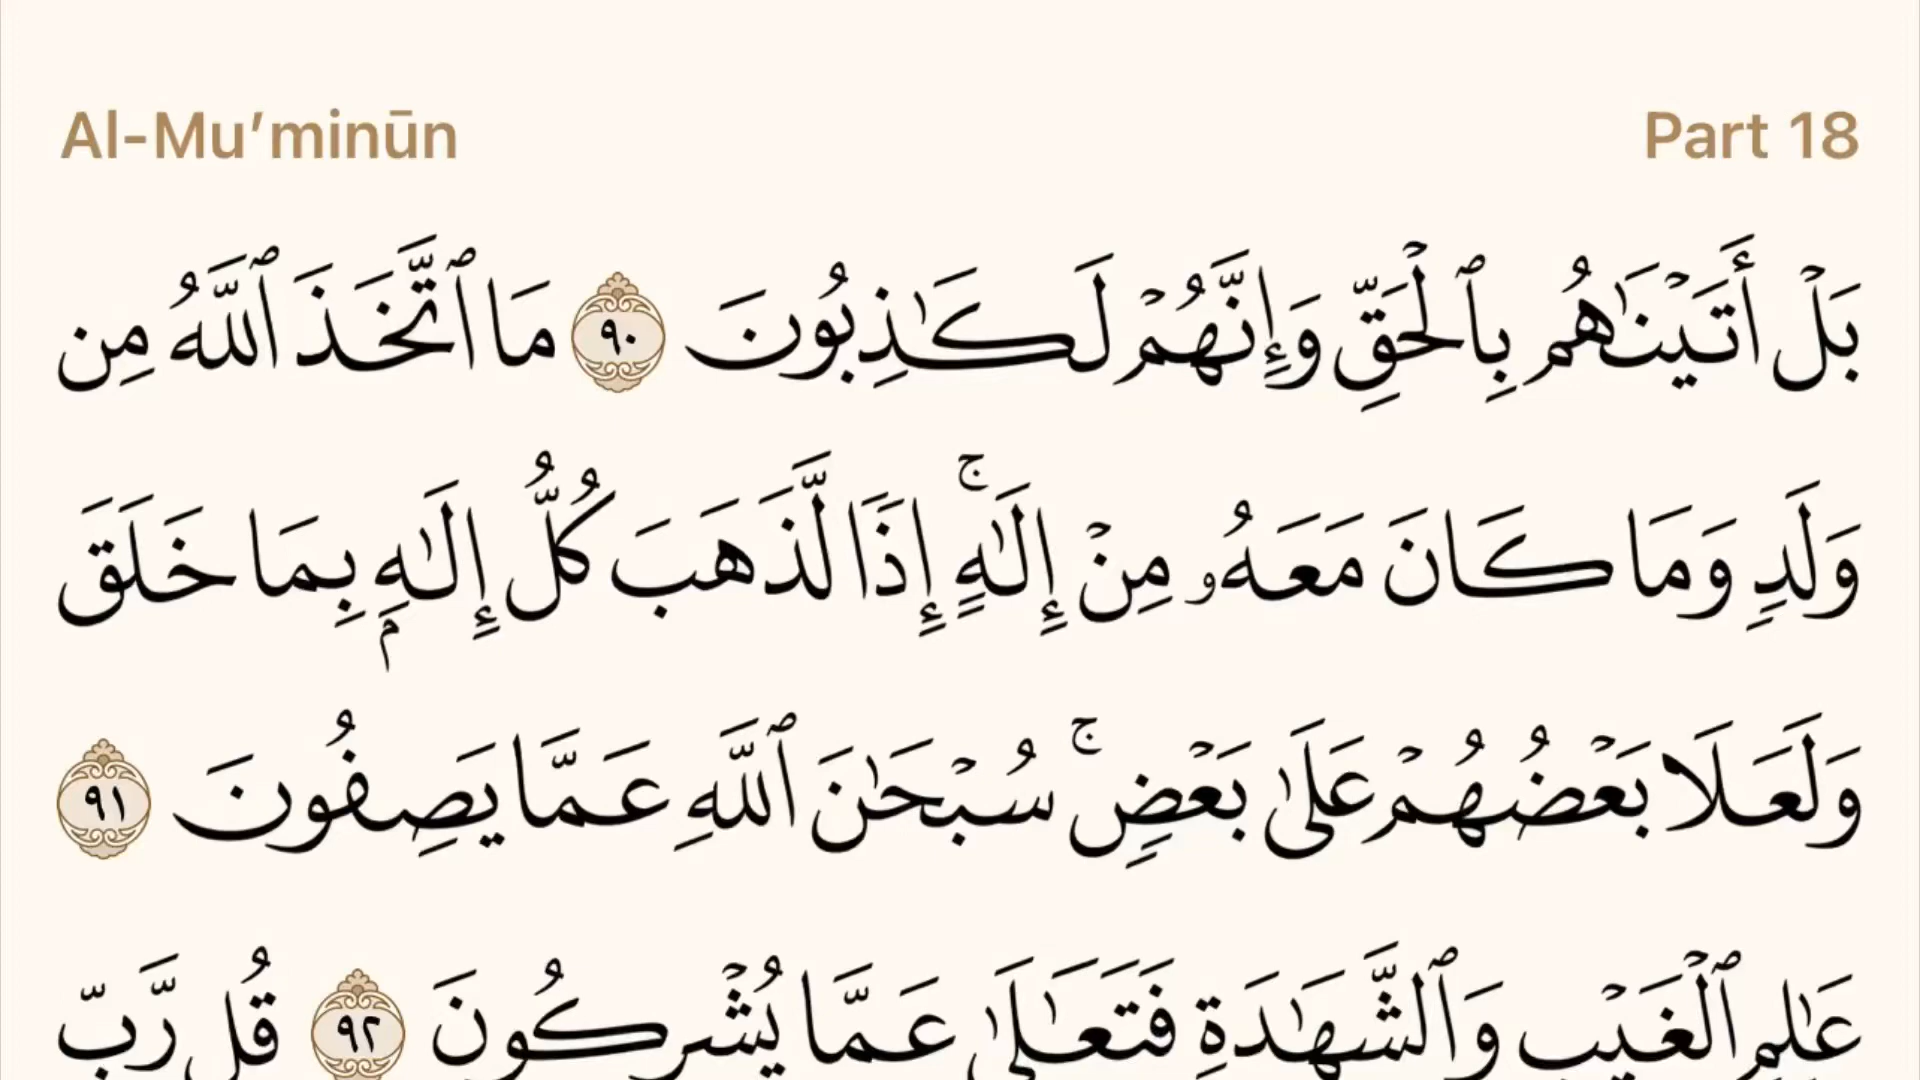 Al-Mu’minūn
Part 18
بَلْ أَتَيْنَـٰهُم بِٱلْحَقِّ وَإِنَّهُمْ لَكَـٰذِبُونَ ٩٠ مَا ٱتَّخَذَ ٱللَّهُ مِن
وَلَدٍ وَمَا كَانَ مَعَهُۥ مِنْ إِلَـٰهٍ ۚ إِذًا لَّذَهَبَ كُلُّ إِلَـٰهٍۭ بِمَا خَلَقَ
وَلَعَلَا بَعْضُهُمْ عَلَىٰ بَعْضٍ ۚ سُبْحَـٰنَ ٱللَّهِ عَمَّا يَصِفُونَ ٩١
عَـٰلِمِ ٱلْغَيْبِ وَٱلشَّهَـٰدَةِ فَتَعَـٰلَىٰ عَمَّا يُشْرِكُونَ ٩٢ قُل رَّبِّ